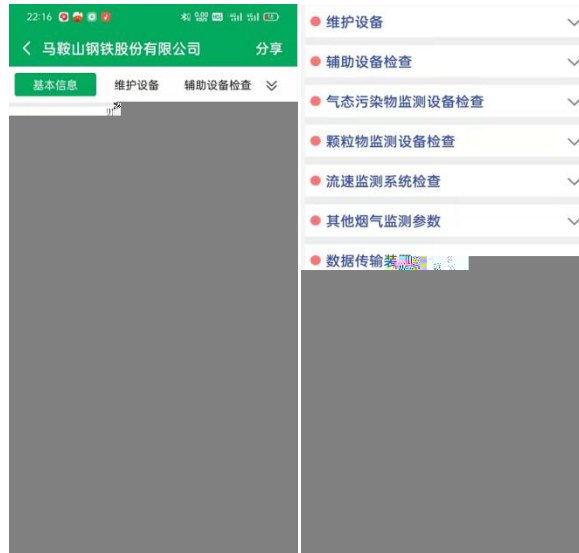 22:16
马鞍山钢铁股份有限公司 分享
基本信息 维护设备 辅助设备检查
维护设备
辅助设备检查
气态污染物监测设备检查
颗粒物监测设备检查
流速监测系统检查
其他烟气监测参数
数据传输装